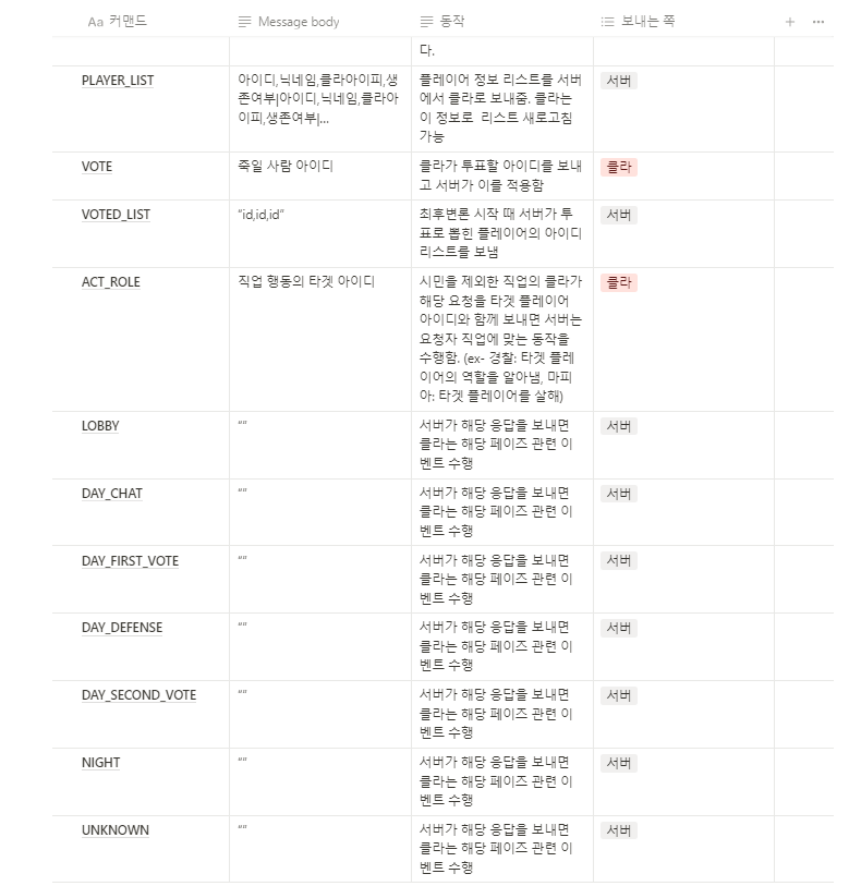 Aa 커맨드 Message body 동작 보내는 쪽
다.
PLAYER_LIST
아이디,닉네임,클라아이피,생
존여부|아이디,닉네임,클라아
이피,생존여부|...
플레이어 정보 리스트를 서버
에서 클라로 보내줌. 클라는
이 정보로 리스트 새로고침
가능
서버
VOTE
죽일 사람 아이디
클라가 투표할 아이디를 보내
고 서버가 이를 적용함
클라
VOTED_LIST
"id,id,id"
최후변론 시작 때 서버가 투
표로 뽑힌 플레이어의 아이디
리스트를 보냄
서버
ACT_ROLE
직업 행동의 타겟 아이디
시민을 제외한 직업의 클라가
해당 요청을 타겟 플레이어
아이디와 함께 보내면 서버는
요청자 직업에 맞는 동작을
수행함. (ex- 경찰: 타겟 플레
이어의 역할을 알아냄, 마피
아: 타겟 플레이어를 살해)
클라
LOBBY
""
서버가 해당 응답을 보내면
클라는 해당 페이즈 관련 이
벤트 수행
서버
DAY_CHAT
""
서버가 해당 응답을 보내면
클라는 해당 페이즈 관련 이
벤트 수행
서버
DAY_FIRST_VOTE
""
서버가 해당 응답을 보내면
클라는 해당 페이즈 관련 이
벤트 수행
서버
DAY_DEFENSE
""
서버가 해당 응답을 보내면
클라는 해당 페이즈 관련 이
벤트 수행
서버
DAY_SECOND_VOTE
""
서버가 해당 응답을 보내면
클라는 해당 페이즈 관련 이
벤트 수행
서버
NIGHT
""
서버가 해당 응답을 보내면
클라는 해당 페이즈 관련 이
벤트 수행
서버
UNKNOWN
""
서버가 해당 응답을 보내면
클라는 해당 페이즈 관련 이
벤트 수행
서버